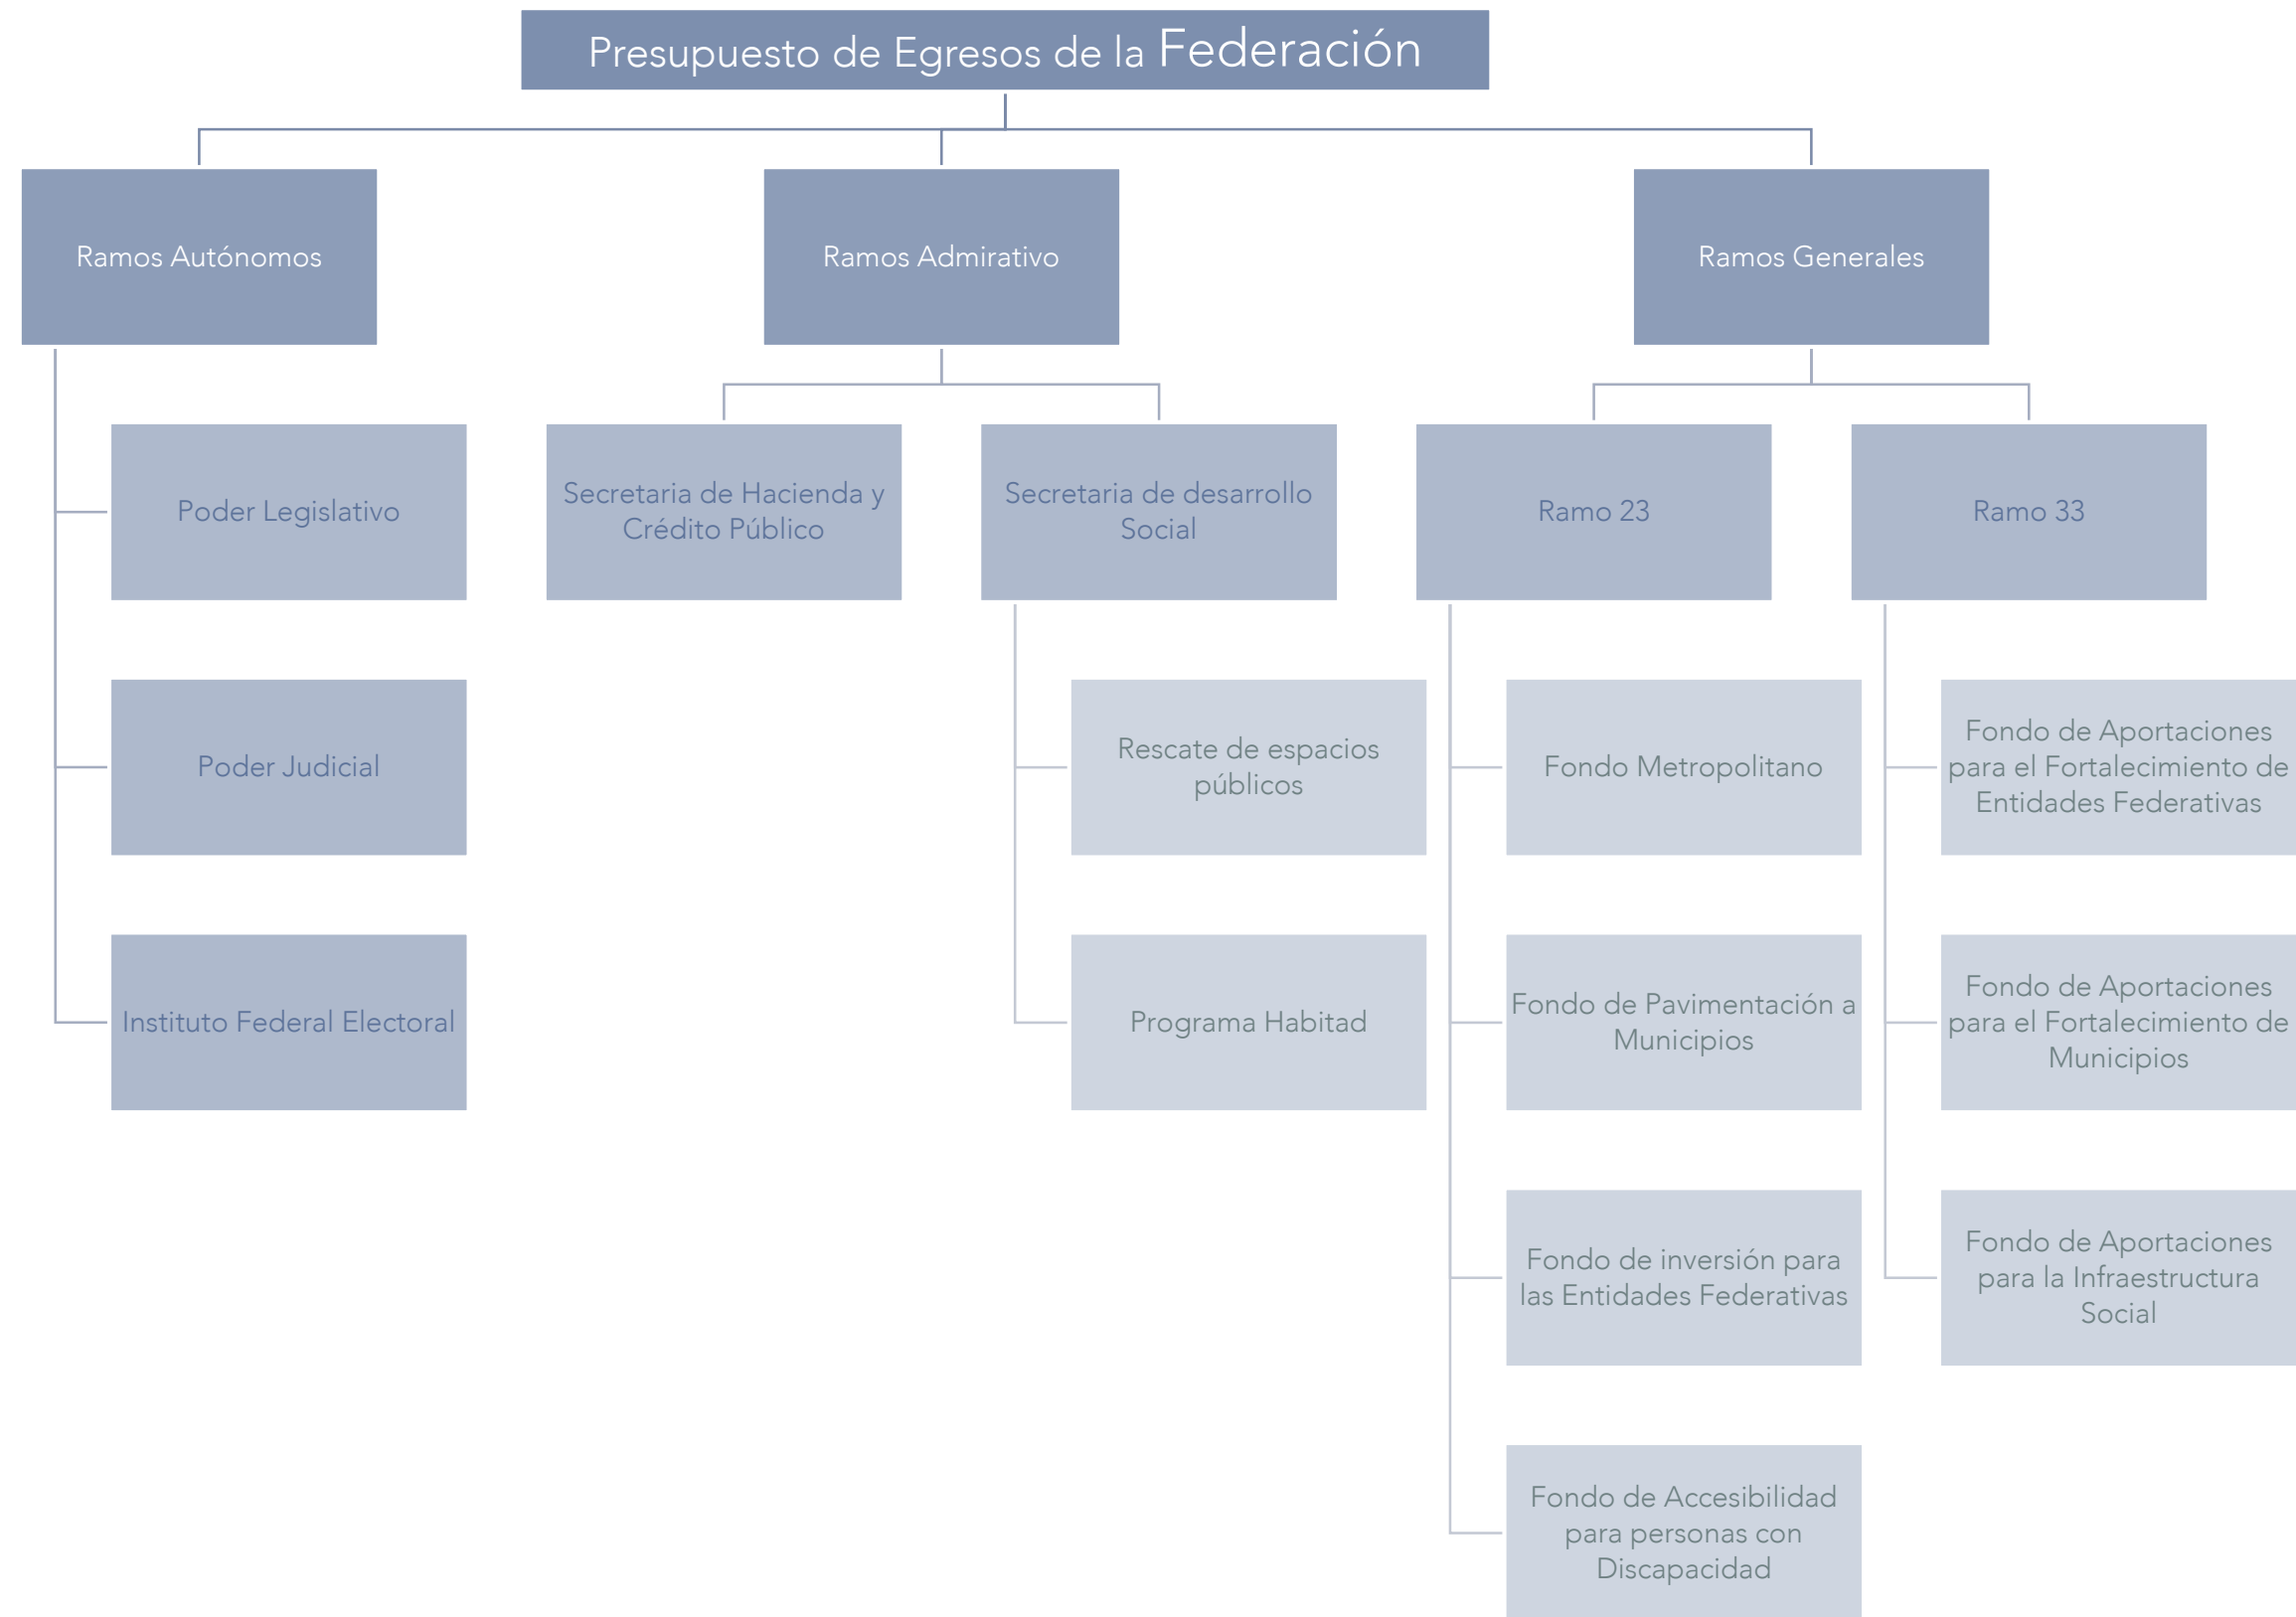 Presupuesto de Egresos de la Federación
Ramos Autónomos
Ramos Admirativo
Ramos Generales
Poder Legislativo
Secretaria de Hacienda y
Crédito Público
Secretaria de desarrollo
Social
Ramo 23
Ramo 33
Poder Judicial
Rescate de espacios
públicos
Fondo Metropolitano
Fondo de Aportaciones
para el Fortalecimiento de
Entidades Federativas
Instituto Federal Electoral
Programa Habitad
Fondo de Pavimentación a
Municipios
Fondo de Aportaciones
para el Fortalecimiento de
Municipios
Fondo de inversión para
las Entidades Federativas
Fondo de Aportaciones
para la Infraestructura
Social
Fondo de Accesibilidad
para personas con
Discapacidad